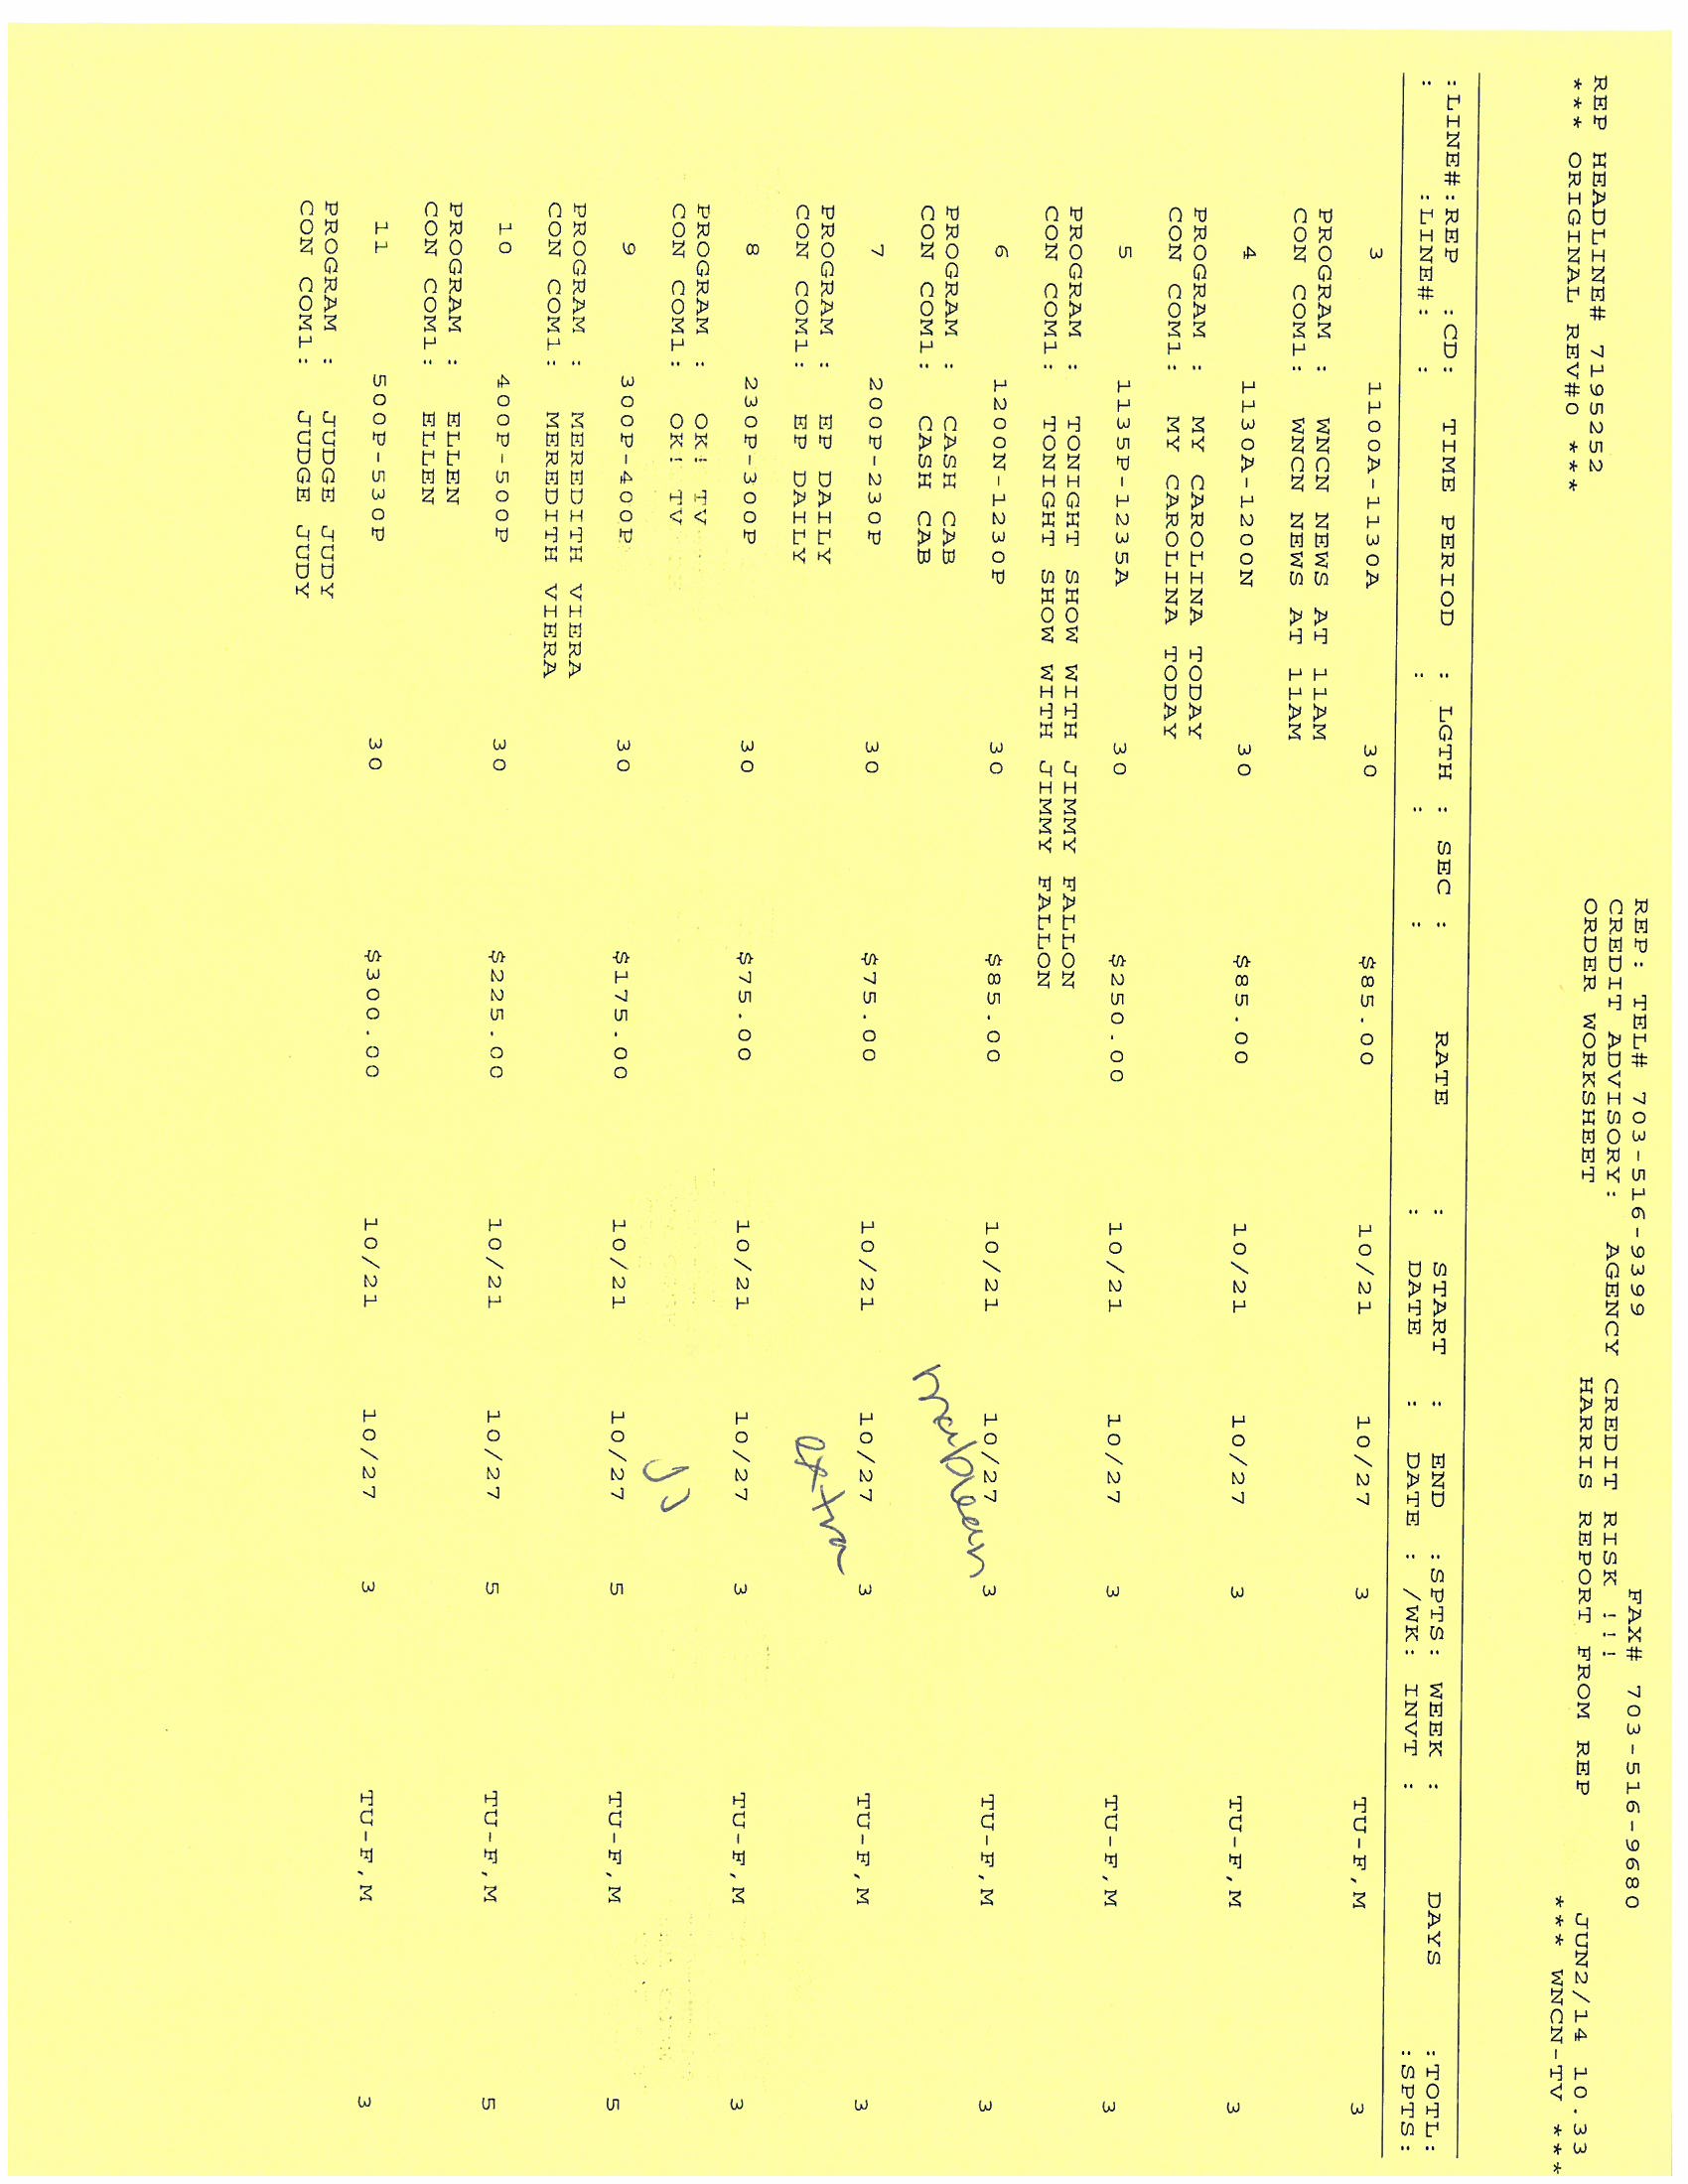 REP: TEL# 703-516-9399 FAX# 703-516-9680
CREDIT ADVISORY: AGENCY CREDIT RISK !!!
REP HEADLINE# 7195252 ORDER WORKSHEET HARRIS REPORT FROM REP JUN2/14 10.33
*** ORIGINAL REV#0 *** *** WNCN-TV ***
:LINE#:REP :CD: TIME PERIOD : LGTH : SEC : RATE : START : END :SPTS: WEEK : DAYS :TOTL:
: :LINE#: : : : : DATE : DATE : /WK: INVT : :SPTS:
3 1100A-1130A 30 $85.00 10/21 10/27 3 TU-F,M 3
PROGRAM : WNCN NEWS AT 11AM
CON COM1: WNCN NEWS AT 11AM
4 1130A-1200N 30 $85.00 10/21 10/27 3 TU-F,M 3
PROGRAM : MY CAROLINA TODAY
CON COM1: MY CAROLINA TODAY
5 1135P-1235A 30 $250.00 10/21 10/27 3 TU-F,M 3
PROGRAM : TONIGHT SHOW WITH JIMMY FALLON
CON COM1: TONIGHT SHOW WITH JIMMY FALLON
6 1200N-1230P 30 $85.00 10/21 10/27 3 TU-F,M 3
PROGRAM : CASH CAB
CON COM1: CASH CAB
7 200P-230P 30 $75.00 10/21 10/27 3 TU-F,M 3
PROGRAM : EP DAILY
CON COM1: EP DAILY extra
8 230P-300P 30 $75.00 10/21 10/27 3 TU-F,M 3
PROGRAM : OK! TV
CON COM1: OK! TV JJ
9 300P-400P 30 $175.00 10/21 10/27 5 TU-F,M 5
PROGRAM : MEREDITH VIERA
CON COM1: MEREDITH VIERA
10 400P-500P 30 $225.00 10/21 10/27 5 TU-F,M 5
PROGRAM : ELLEN
CON COM1: ELLEN
11 500P-530P 30 $300.00 10/21 10/27 3 TU-F,M 3
PROGRAM : JUDGE JUDY
CON COM1: JUDGE JUDY